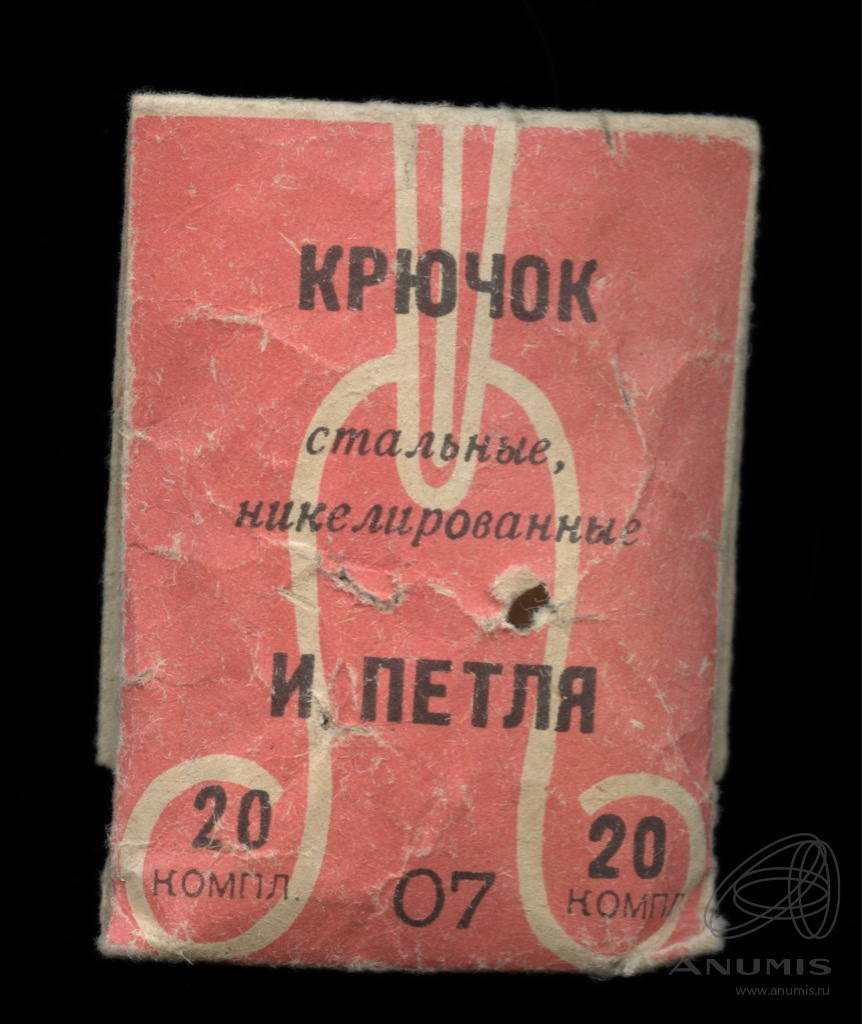 КРЮЧОК
стальные,
никелированные
И ПЕТЛЯ
20
КОМПЛ.
07
20
КОМПЛ
ANUMIS
www.anumis.ru